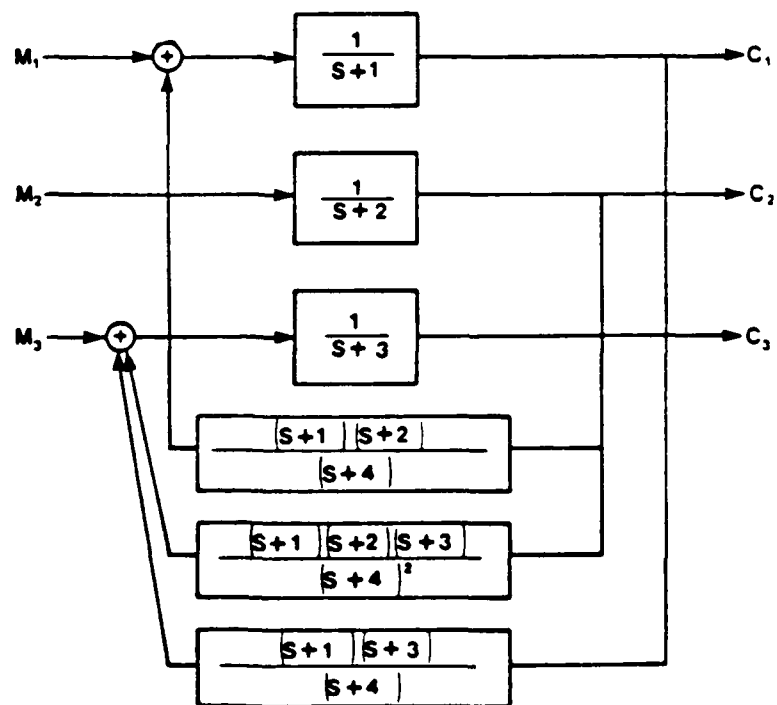 M₁ + 1 C₁
S+1
M₂ 1 C₂
S+2
M₃ + 1 C₃
S+3
(S+1)(S+2)
(S+4)
(S+1)(S+2)(S+3)
(S+4)²
(S+1)(S+3)
(S+4)